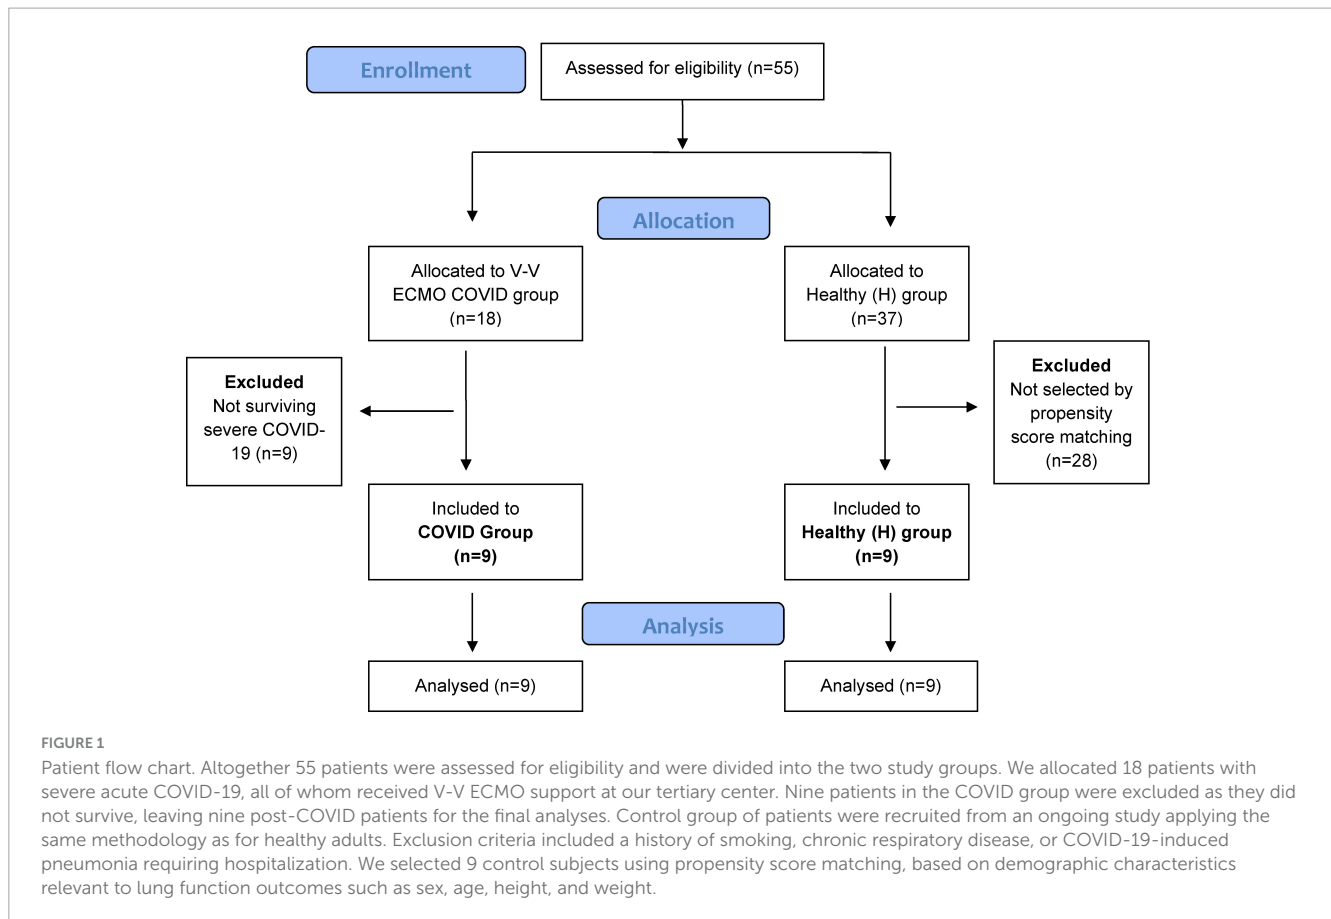 Enrollment
Assessed for eligibility (n=55)
Allocation
Allocated to V-V
ECMO COVID group
(n=18)
Allocated to
Healthy (H) group
(n=37)
Excluded
Not surviving
severe COVID-
19 (n=9)
Excluded
Not selected by
propensity
score matching
(n=28)
Included to
COVID Group
(n=9)
Included to
Healthy (H) group
(n=9)
Analysis
Analysed (n=9)
Analysed (n=9)
FIGURE 1
Patient flow chart. Altogether 55 patients were assessed for eligibility and were divided into the two study groups. We allocated 18 patients with
severe acute COVID-19, all of whom received V-V ECMO support at our tertiary center. Nine patients in the COVID group were excluded as they did
not survive, leaving nine post-COVID patients for the final analyses. Control group of patients were recruited from an ongoing study applying the
same methodology as for healthy adults. Exclusion criteria included a history of smoking, chronic respiratory disease, or COVID-19-induced
pneumonia requiring hospitalization. We selected 9 control subjects using propensity score matching, based on demographic characteristics
relevant to lung function outcomes such as sex, age, height, and weight.